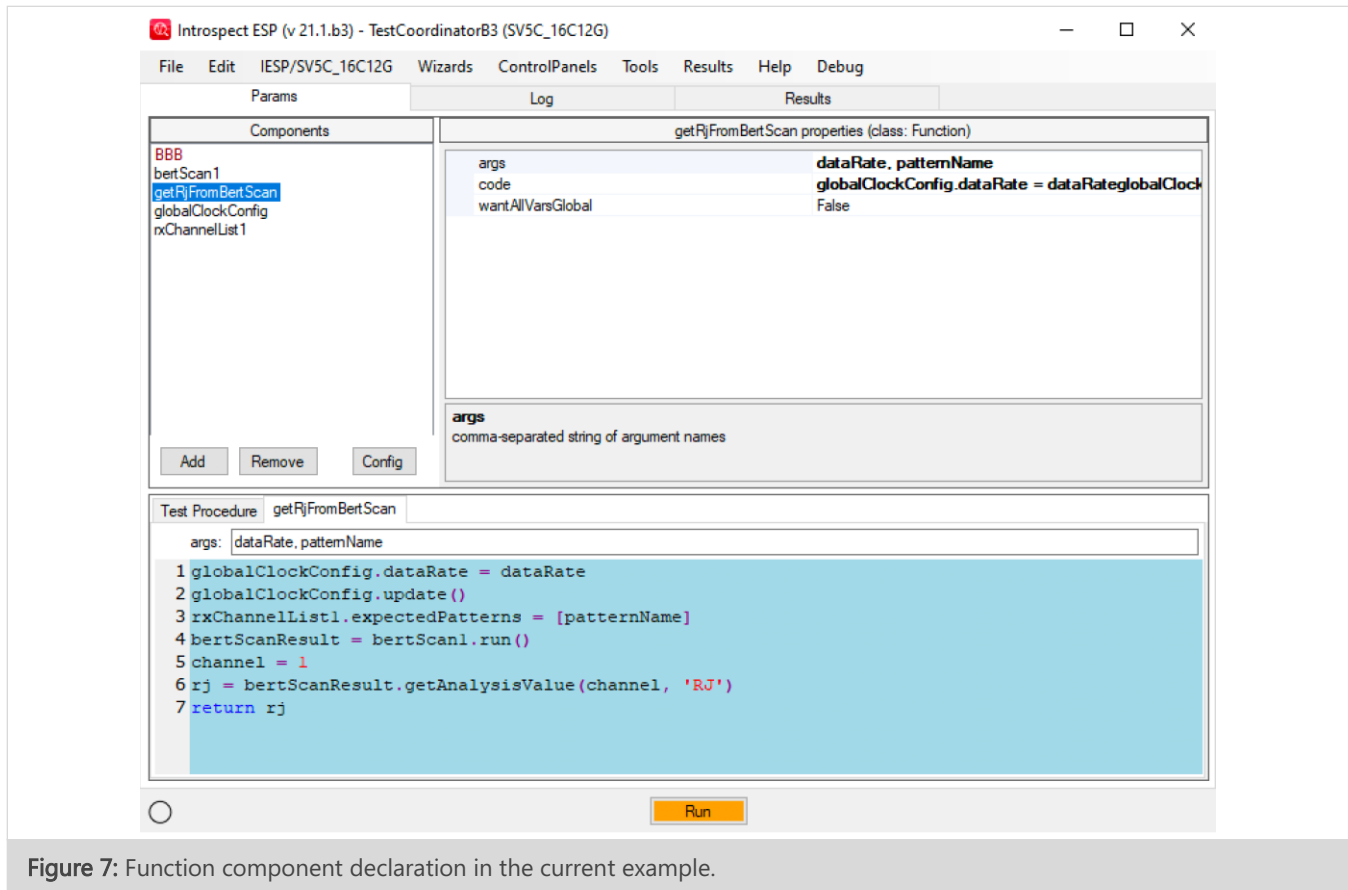 Introspect ESP (v 21.1.b3) - TestCoordinatorB3 (SV5C_16C12G)
File Edit IESP/SV5C_16C12G Wizards ControlPanels Tools Results Help Debug
Params Log Results
Components
getRjFromBertScan properties (class: Function)
BBB
bertScan1
getRjFromBertScan
globalClockConfig
rxChannelList1
args dataRate, patternName
code globalClockConfig.dataRate = dataRateglobalClock
wantAllVarsGlobal False
args
comma-separated string of argument names
Add Remove Config
Test Procedure getRjFromBertScan
args: dataRate, patternName
1 globalClockConfig.dataRate = dataRate
2 globalClockConfig.update()
3 rxChannelList1.expectedPatterns = [patternName]
4 bertScanResult = bertScan1.run()
5 channel = 1
6 rj = bertScanResult.getAnalysisValue(channel, 'RJ')
7 return rj
Run
Figure 7: Function component declaration in the current example.